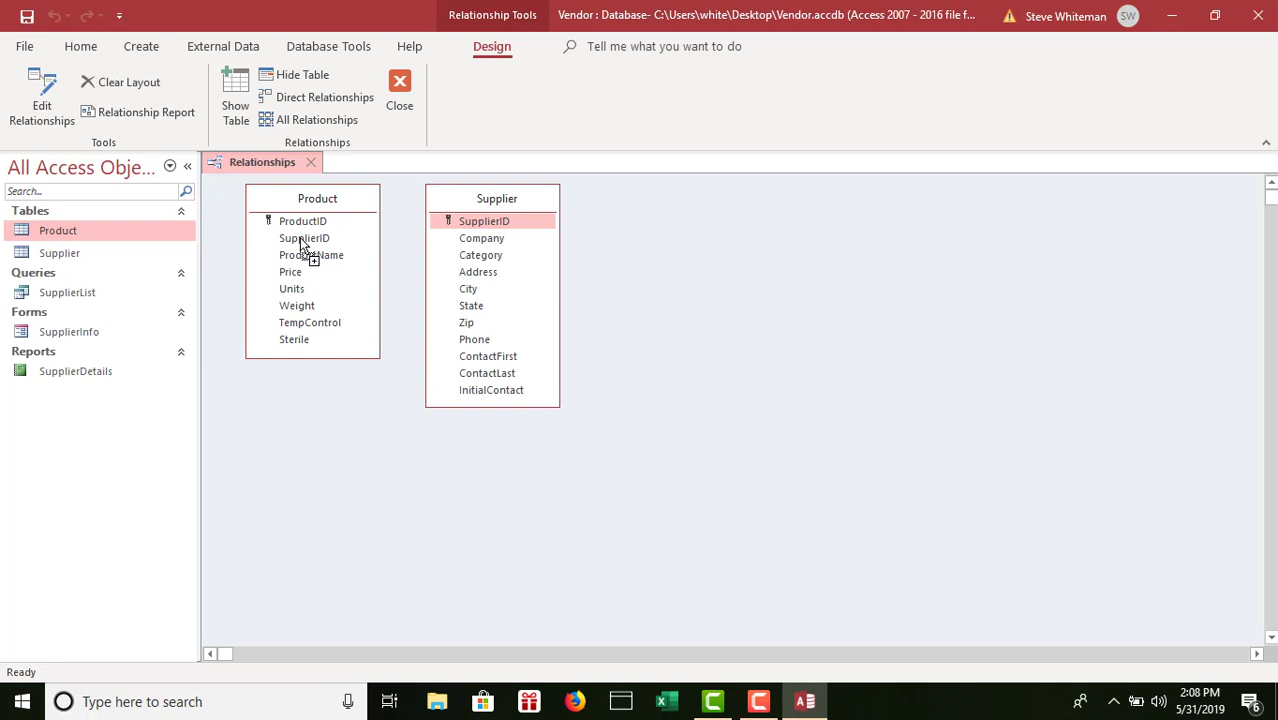 Relationship Tools
Vendor : Database- C:\Users\white\Desktop\Vendor.accdb (Access 2007 - 2016 file f...
Steve Whiteman
SW
File
Home
Create
External Data
Database Tools
Help
Design
Tell me what you want to do
Edit
Relationships
Clear Layout
Relationship Report
Tools
Show
Table
Hide Table
Direct Relationships
All Relationships
Close
Relationships
All Access Obje...
Search...
Tables
Product
Supplier
Queries
SupplierList
Forms
SupplierInfo
Reports
SupplierDetails
Relationships
Product
ProductID
SupplierID
ProductName
Price
Units
Weight
TempControl
Sterile
Supplier
SupplierID
Company
Category
Address
City
State
Zip
Phone
ContactFirst
ContactLast
InitialContact
Ready
Type here to search
2:08 PM
5/31/2019
6